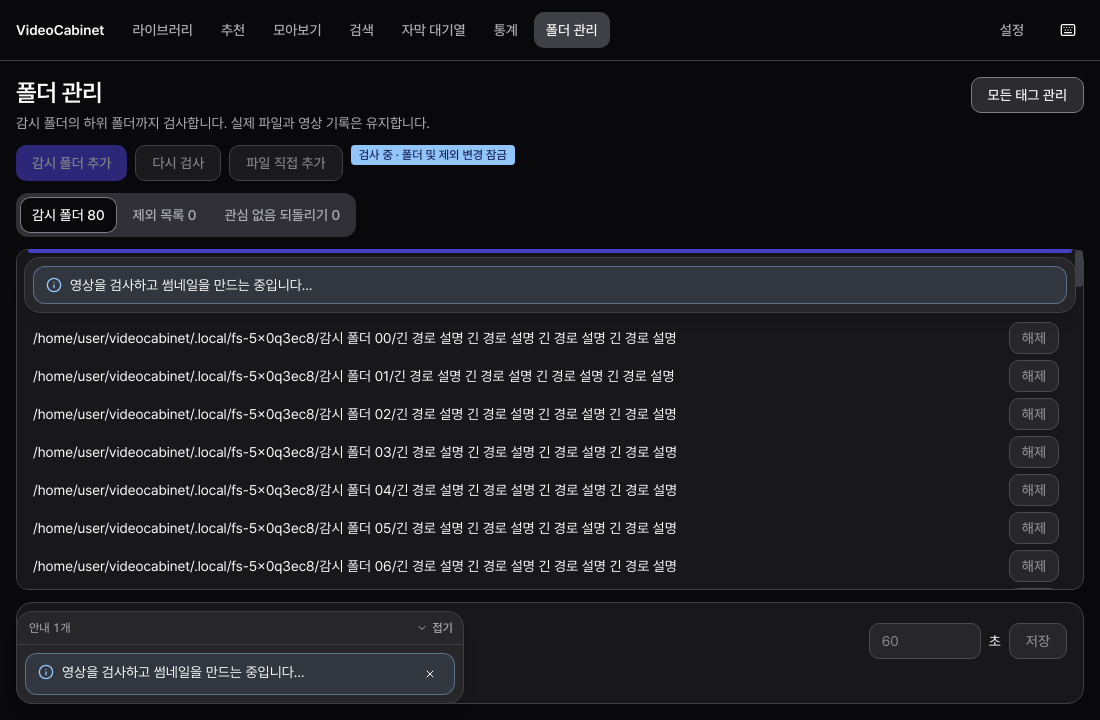 VideoCabinet 라이브러리 추천 모아보기 검색 자막 대기열 통계 폴더 관리 설정
폴더 관리
모든 태그 관리
감시 폴더의 하위 폴더까지 검사합니다. 실제 파일과 영상 기록은 유지합니다.
감시 폴더 추가 다시 검사 파일 직접 추가 검사 중 · 폴더 및 제외 변경 잠금
감시 폴더 80 제외 목록 0 관심 없음 되돌리기 0
영상을 검사하고 썸네일을 만드는 중입니다...
/home/user/videocabinet/.local/fs-5×0q3ec8/감시 폴더 00/긴 경로 설명 긴 경로 설명 긴 경로 설명 긴 경로 설명 해제
/home/user/videocabinet/.local/fs-5×0q3ec8/감시 폴더 01/긴 경로 설명 긴 경로 설명 긴 경로 설명 긴 경로 설명 해제
/home/user/videocabinet/.local/fs-5×0q3ec8/감시 폴더 02/긴 경로 설명 긴 경로 설명 긴 경로 설명 긴 경로 설명 해제
/home/user/videocabinet/.local/fs-5×0q3ec8/감시 폴더 03/긴 경로 설명 긴 경로 설명 긴 경로 설명 긴 경로 설명 해제
/home/user/videocabinet/.local/fs-5×0q3ec8/감시 폴더 04/긴 경로 설명 긴 경로 설명 긴 경로 설명 긴 경로 설명 해제
/home/user/videocabinet/.local/fs-5×0q3ec8/감시 폴더 05/긴 경로 설명 긴 경로 설명 긴 경로 설명 긴 경로 설명 해제
/home/user/videocabinet/.local/fs-5×0q3ec8/감시 폴더 06/긴 경로 설명 긴 경로 설명 긴 경로 설명 긴 경로 설명 해제
안내 1개 접기
영상을 검사하고 썸네일을 만드는 중입니다...
60 초 저장